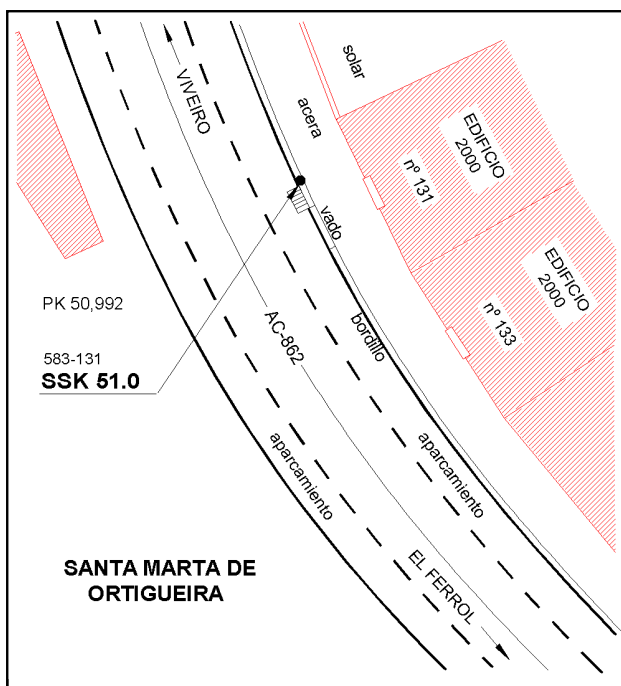 solar
VIVEIRO
acera
EDIFICIO
2000
nº 131
vado
EDIFICIO
2000
nº 133
PK 50,992
AC-862
bordillo
583-131
SSK 51.0
aparcamiento
aparcamiento
SANTA MARTA DE
ORTIGUEIRA
EL FERROL